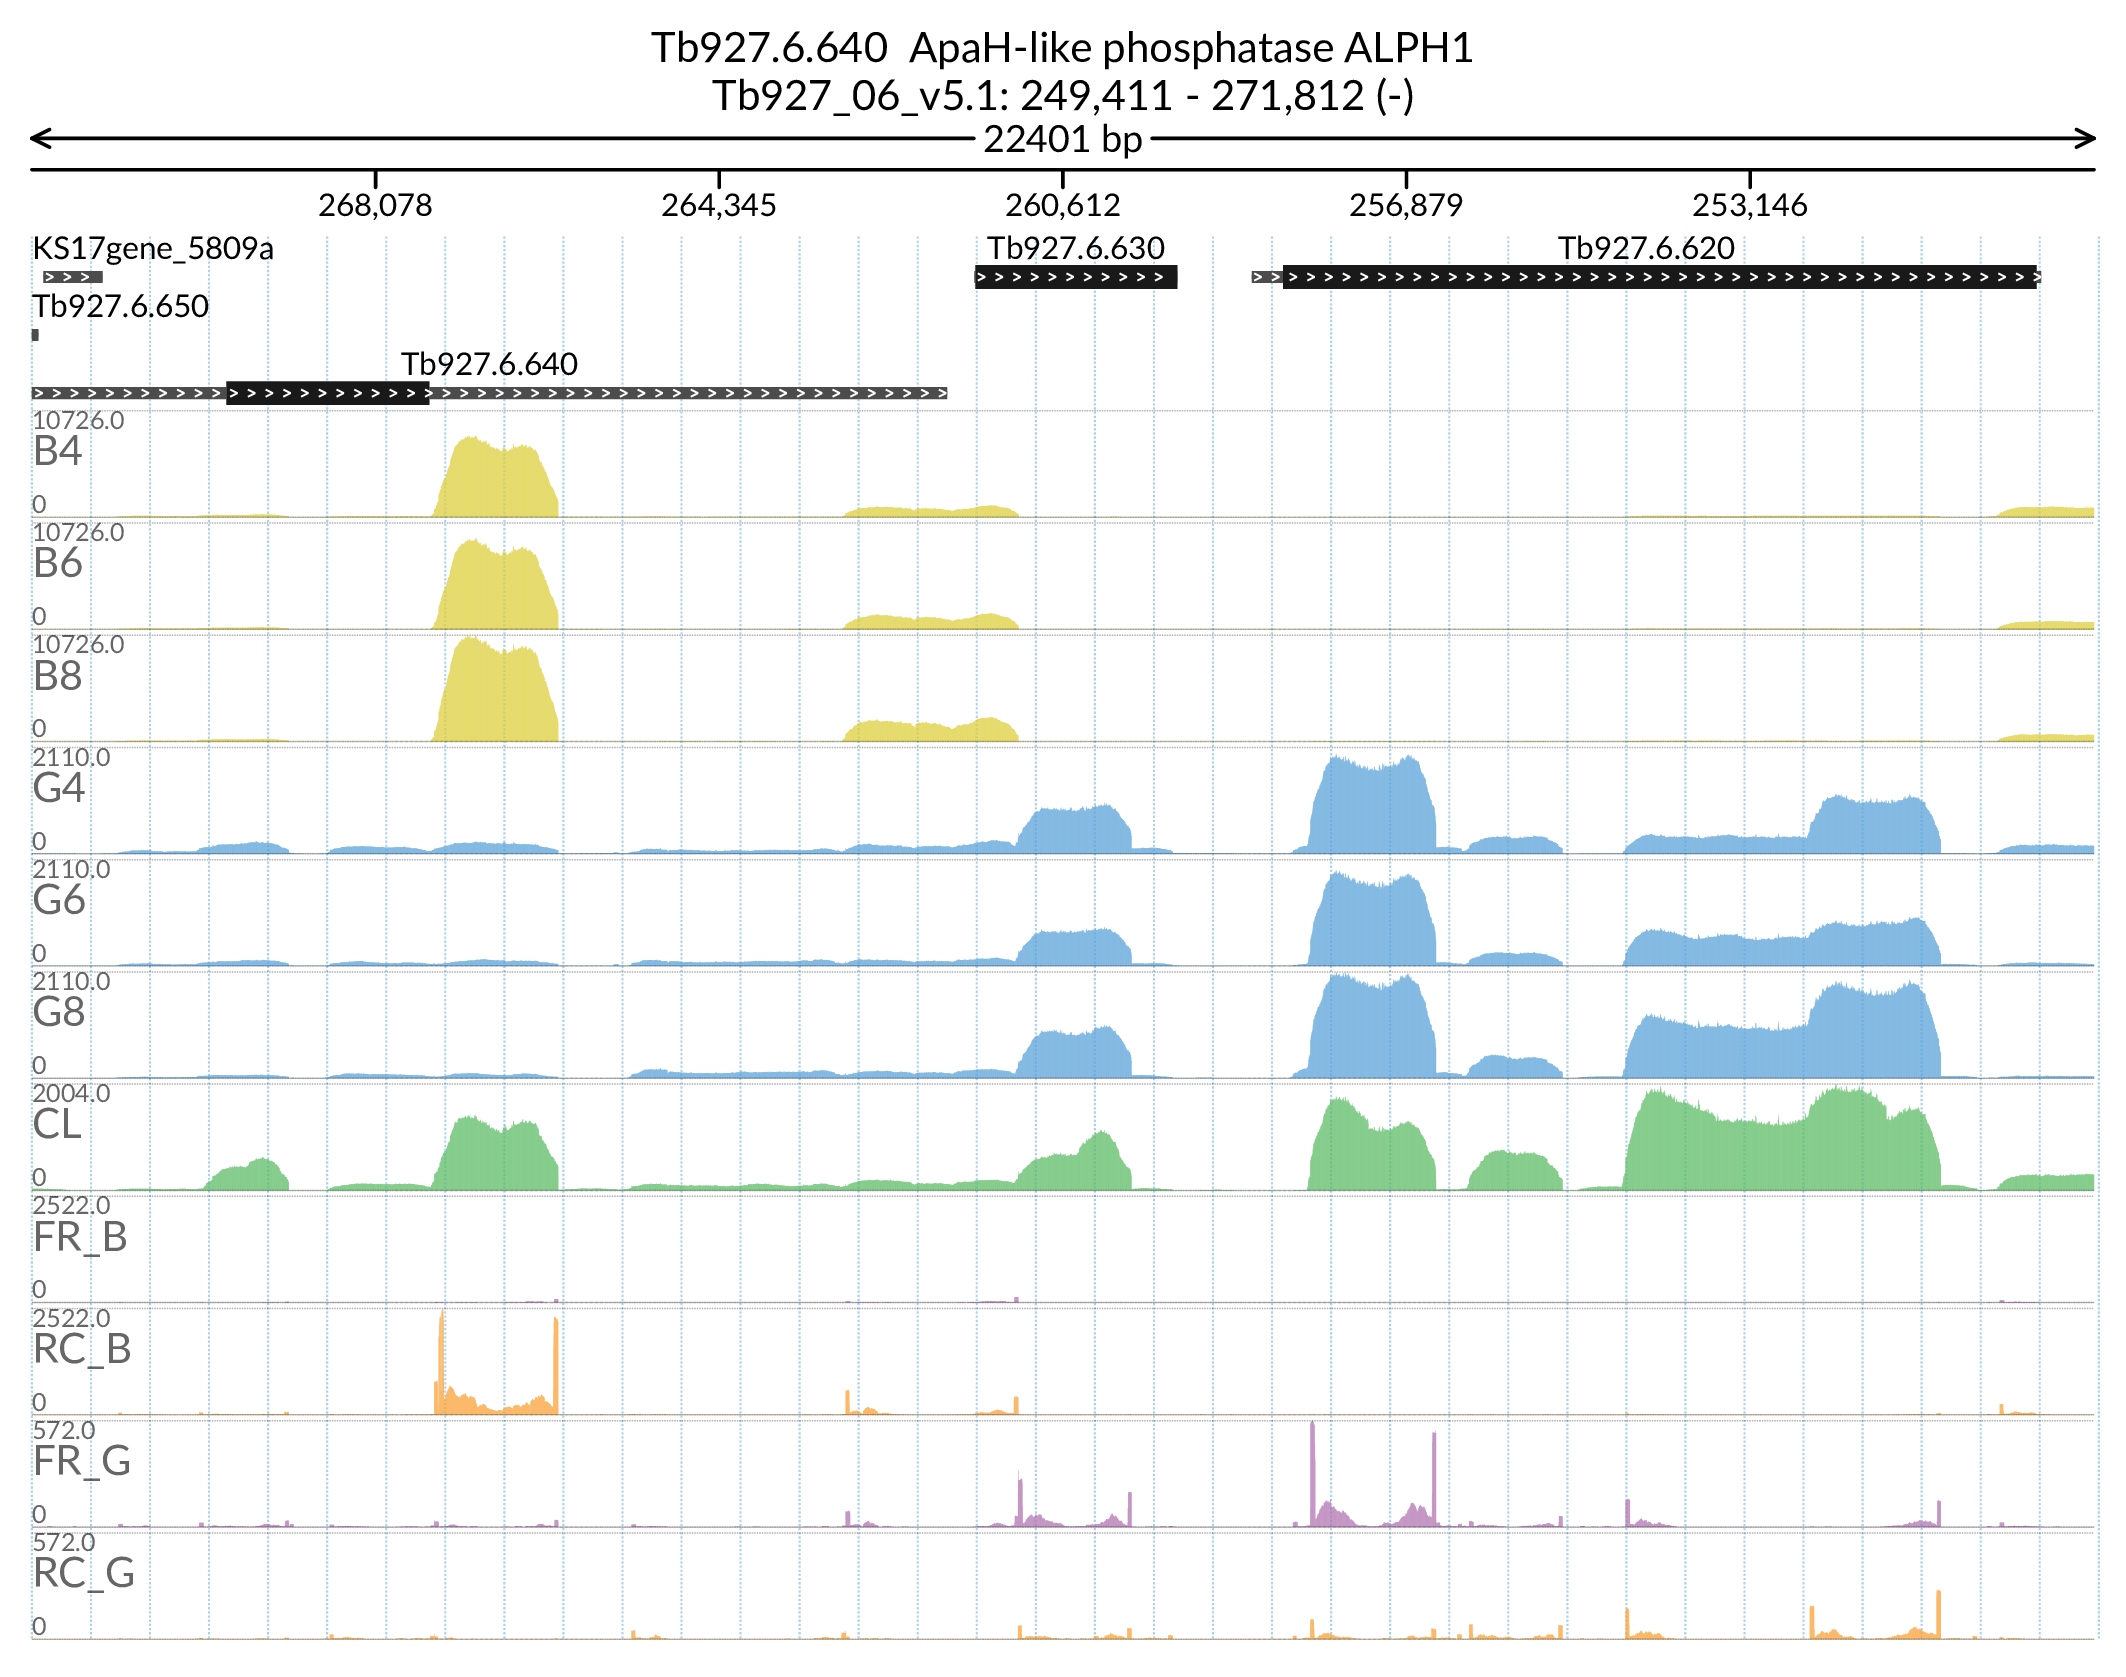 Tb927.6.640  ApaH-like phosphatase ALPH1
Tb927_06_v5.1: 249,411 - 271,812 (-)
22401 bp
268,078 264,345 260,612 256,879 253,146
KS17gene_5809a Tb927.6.630 Tb927.6.620
Tb927.6.650
Tb927.6.640
10726.0
B4
0
10726.0
B6
0
10726.0
B8
0
2110.0
G4
0
2110.0
G6
0
2110.0
G8
0
2004.0
CL
0
2522.0
FR_B
0
2522.0
RC_B
0
572.0
FR_G
0
572.0
RC_G
0